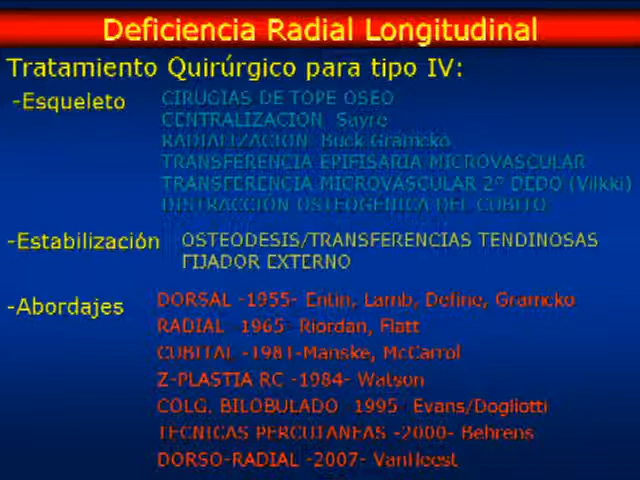 Deficiencia Radial Longitudinal
Tratamiento Quirúrgico para tipo IV:
-Esqueleto
CIRUGIAS DE TOPE OSEO
CENTRALIZACION Sayre
RADIALIZACION Buck Gramcko
TRANSFERENCIA EPIFISARIA MICROVASCULAR
TRANSFERENCIA MICROVASCULAR 2º DEDO (Vilkki)
DISTRACCION OSTEOGENICA DEL CUBITO
-Estabilización
OSTEODESIS/TRANSFERENCIAS TENDINOSAS
FIJADOR EXTERNO
-Abordajes
DORSAL -1955- Entin, Lamb, Define, Gramcko
RADIAL 1965- Riordan, Flatt
CUBITAL -1981-Manske, McCarrol
Z-PLASTIA RC -1984- Watson
COLG. BILOBULADO 1995 Evans/Dogliotti
TECNICAS PERCUTANEAS -2000- Behrens
DORSO-RADIAL -2007- VanHeest